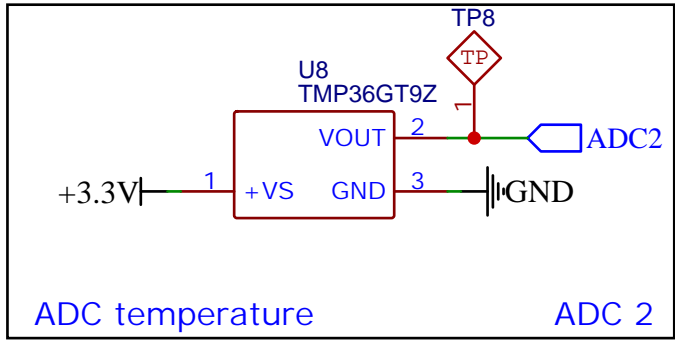 TP8
TP
1
U8
TMP36GT9Z
VOUT 2 ADC2
+3.3V 1 +VS GND 3 GND
ADC temperature ADC 2